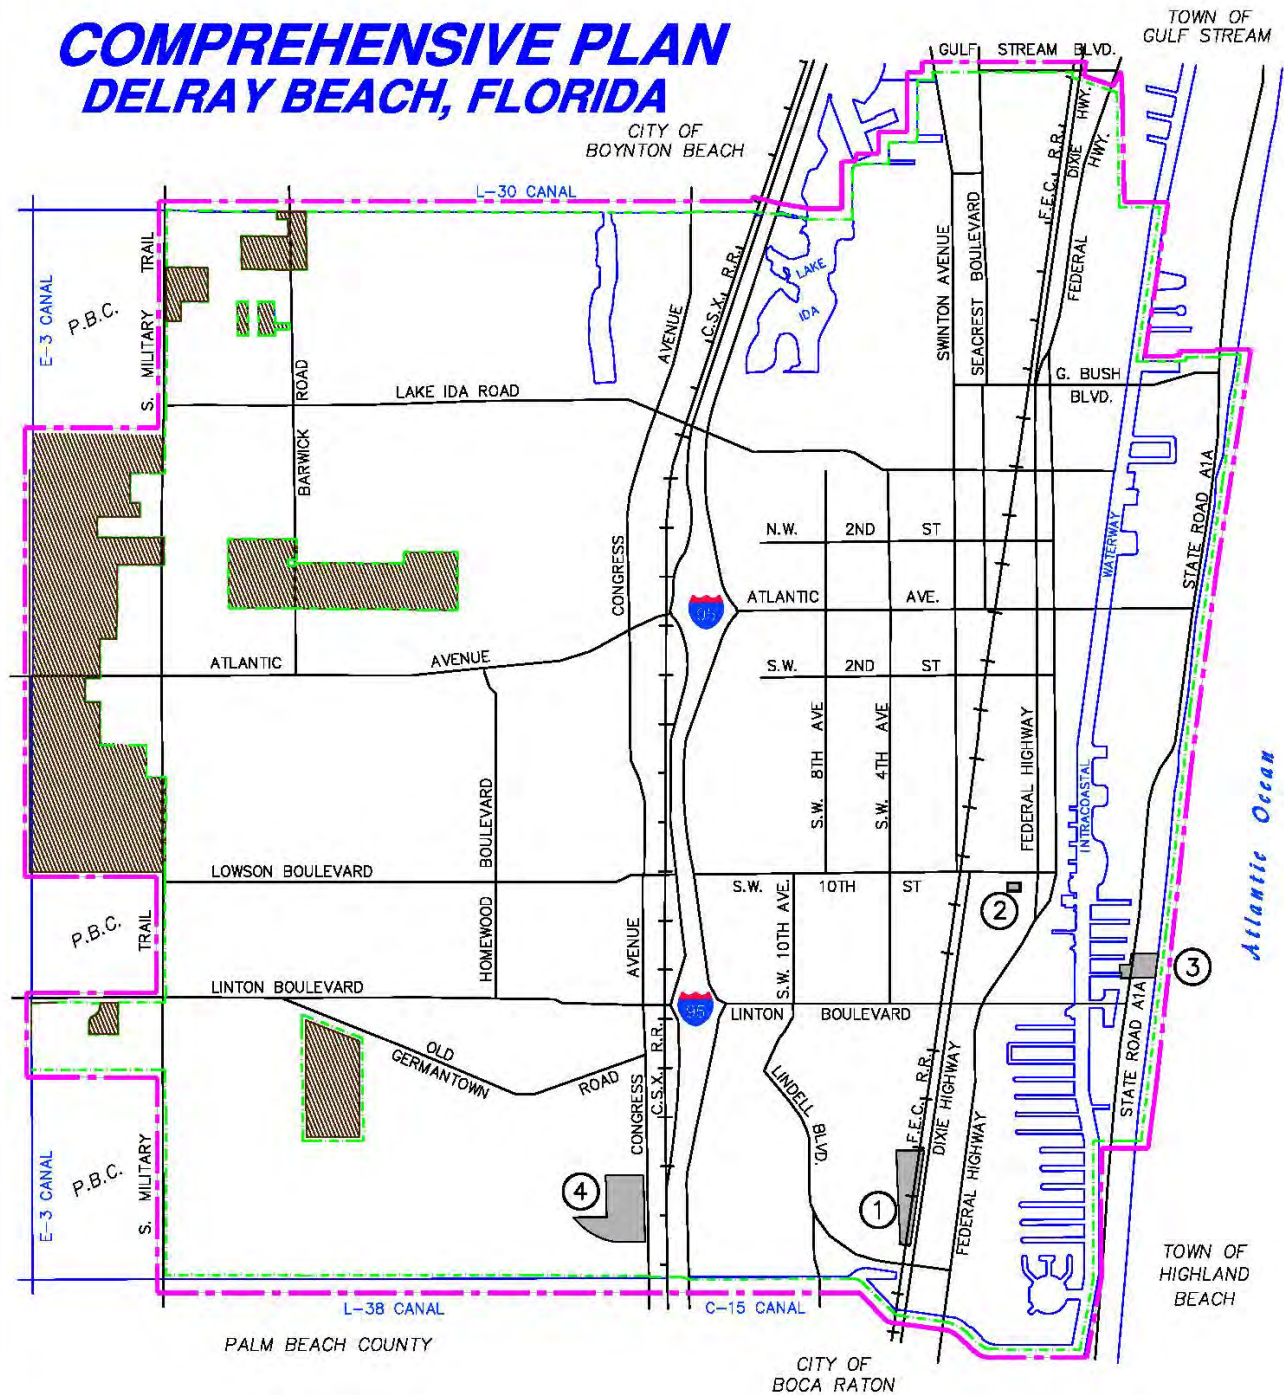 COMPREHENSIVE PLAN
DELRAY BEACH, FLORIDA
TOWN OF
GULF STREAM
GULF STREAM BLVD.
CITY OF
BOYNTON BEACH
L-30 CANAL
E-3 CANAL
P.B.C.
S. MILITARY TRAIL
BARWICK ROAD
LAKE IDA ROAD
CONGRESS AVENUE
C.S.X. R.R.
LAKE
IDA
SWINTON AVENUE
SEACREST BOULEVARD
F.E.C. R.R.
DIXIE HWY.
FEDERAL HWY.
G. BUSH
BLVD.
N.W. 2ND ST
WATERWAY
STATE ROAD A1A
95
ATLANTIC AVE.
ATLANTIC AVENUE
S.W. 2ND ST
S.W. 8TH AVE
S.W. 4TH AVE
FEDERAL HIGHWAY
INTRACOASTAL
Atlantic Ocean
HOMEWOOD BOULEVARD
LOWSON BOULEVARD
S.W. 10TH ST
2
P.B.C.
TRAIL
AVENUE
S.W. 10TH AVE.
3
LINTON BOULEVARD
95
LINTON BOULEVARD
STATE ROAD A1A
OLD
GERMANTOWN
ROAD
CONGRESS
C.S.X. R.R.
LINDELL BLVD.
F.E.C. R.R.
DIXIE HIGHWAY
FEDERAL HIGHWAY
E-3 CANAL
P.B.C.
S. MILITARY
4
1
TOWN OF
HIGHLAND
BEACH
L-38 CANAL
C-15 CANAL
PALM BEACH COUNTY
CITY OF
BOCA RATON